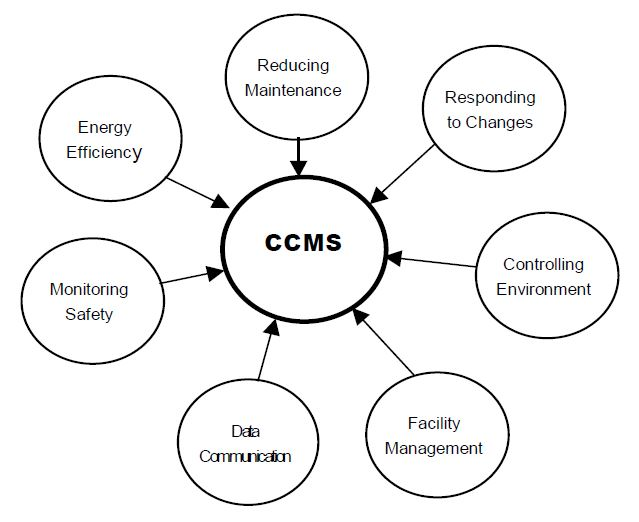 Reducing
Maintenance
Responding
to Changes
Energy
Efficiency
CCMS
Controlling
Environment
Monitoring
Safety
Facility
Management
Data
Communication